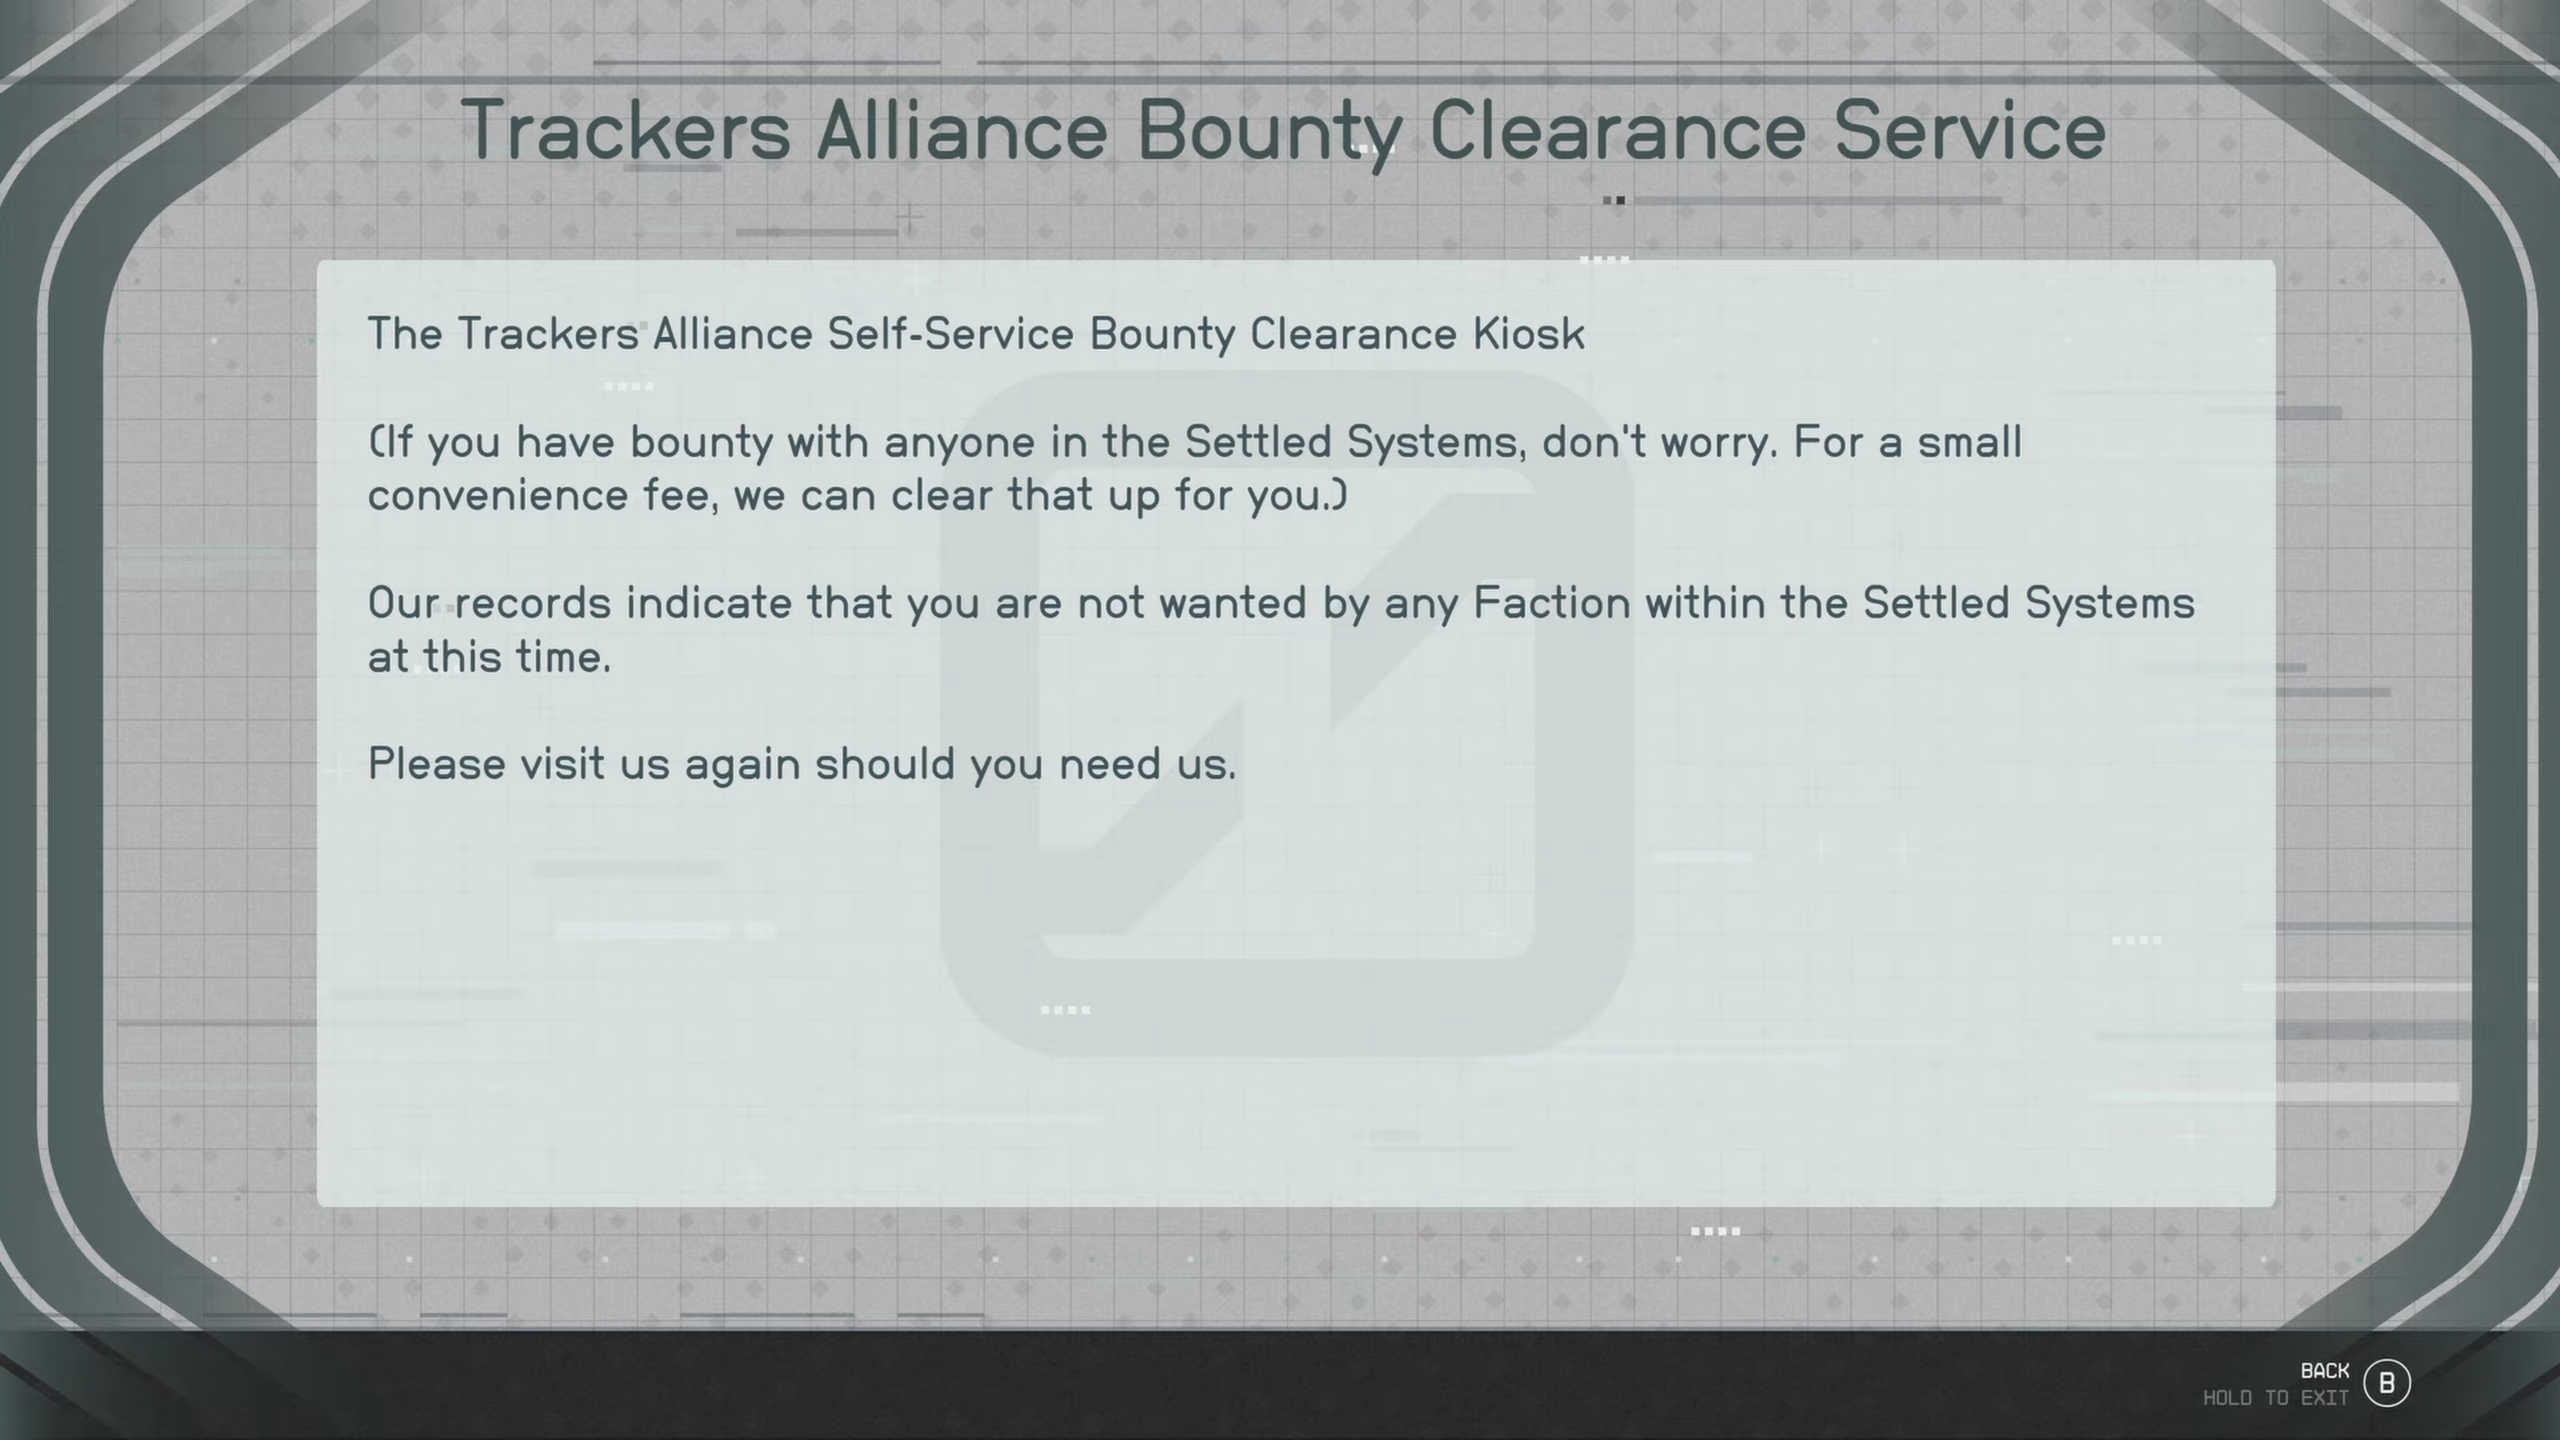 Trackers Alliance Bounty Clearance Service
The Trackers Alliance Self-Service Bounty Clearance Kiosk
(If you have bounty with anyone in the Settled Systems, don't worry. For a small
convenience fee, we can clear that up for you.)
Our records indicate that you are not wanted by any Faction within the Settled Systems
at this time.
Please visit us again should you need us.
BACK
HOLD TO EXIT
B